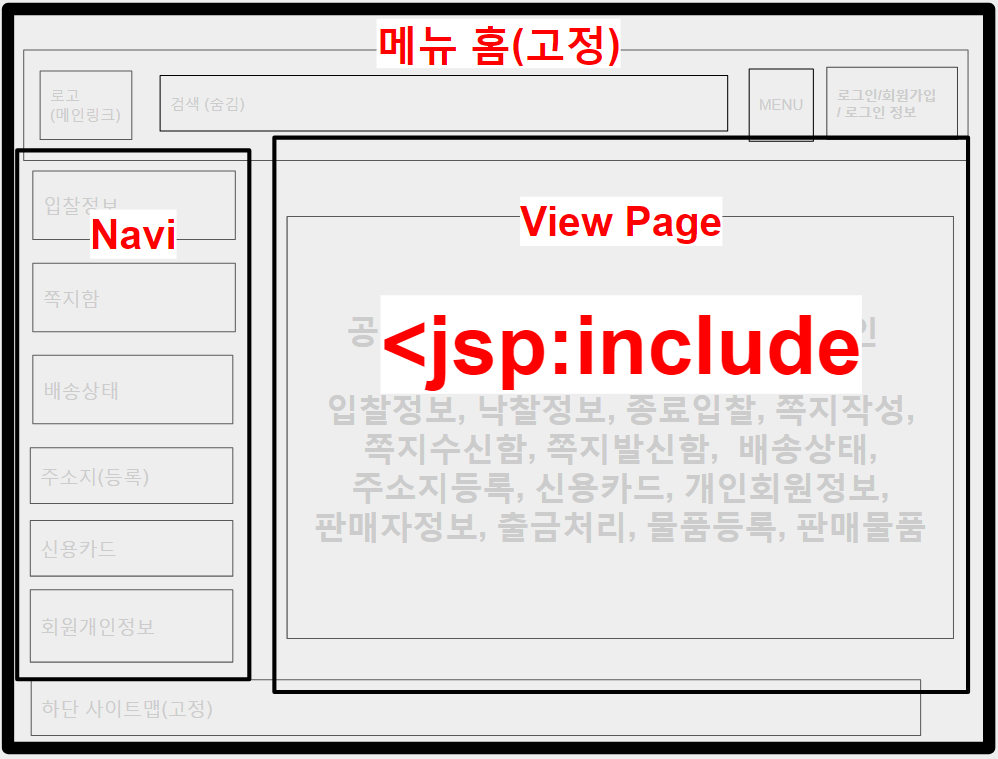 메뉴 홈(고정)
로고
(메인링크)
검색 (숨김)
MENU
로그인/회원가입
/ 로그인 정보
입찰정보
Navi
쪽지함
배송상태
주소지(등록)
신용카드
회원개인정보
View Page
공
인
<jsp:include
입찰정보, 낙찰정보, 종료입찰, 쪽지작성,
쪽지수신함, 쪽지발신함, 배송상태,
주소지등록, 신용카드, 개인회원정보,
판매자정보, 출금처리, 물품등록, 판매물품
하단 사이트맵(고정)